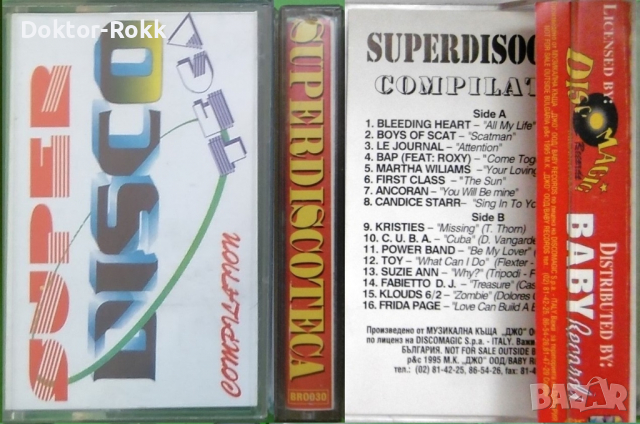 Doktor-Rokk
SUPER
DISCO
TECA
COMPILATION
SUPERDISCOTECA
BR0030
SUPERDISCO
COMPILAT
Side A
1. BLEEDING HEART - "All My Life"
2. BOYS OF SCAT - "Scatman"
3. LE JOURNAL - "Attention"
4. BAP (FEAT: ROXY) - "Come Toge
5. MARTHA WILIAMS - "Your Loving
6. FIRST CLASS - "The Sun"
7. ANCORAN - "You Will Be mine"
8. CANDICE STARR - "Sing In To Yo
Side B
9. KRISTIES - "Missing" (T. Thorn)
10. C. U. B. A. - "Cuba" (D. Vangarde
11. POWER BAND - "Be My Lover" (
12. TOY - "What Can I Do" (Flexter -
13. SUZIE ANN - "Why?" (Tripodi - F
14. FABIETTO D. J. - "Treasure" (Cas
15. KLOUDS 6/2 - "Zombie" (Dolores O
16. FRIDA PAGE - "Love Can Build A B
Произведено от МУЗИКАЛНА КЪЩА "ДЖО" О
по лиценз на DISCOMAGIC S.p.a. - ITALY. Важи
БЪЛГАРИЯ. NOT FOR SALE OUTSIDE B
p&c 1995 М.К. "ДЖО" ООД/BABY R
тел.: (02) 81-42-25, 86-54-26, fax: 81-4
LICENSED BY:
DISCO MAGIC
Records
DISTRIBUTED BY:
BABY Records
bazar